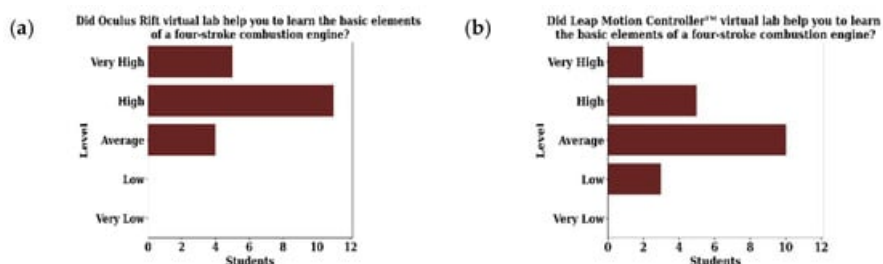 (a)
Did Oculus Rift virtual lab help you to learn the basic elements
of a four-stroke combustion engine?
Very High
High
Average
Low
Very Low
Level
0 2 4 6 8 10 12
Students
(b)
Did Leap Motion Controller™ virtual lab help you to learn
the basic elements of a four-stroke combustion engine?
Very High
High
Average
Low
Very Low
Level
0 2 4 6 8 10 12
Students